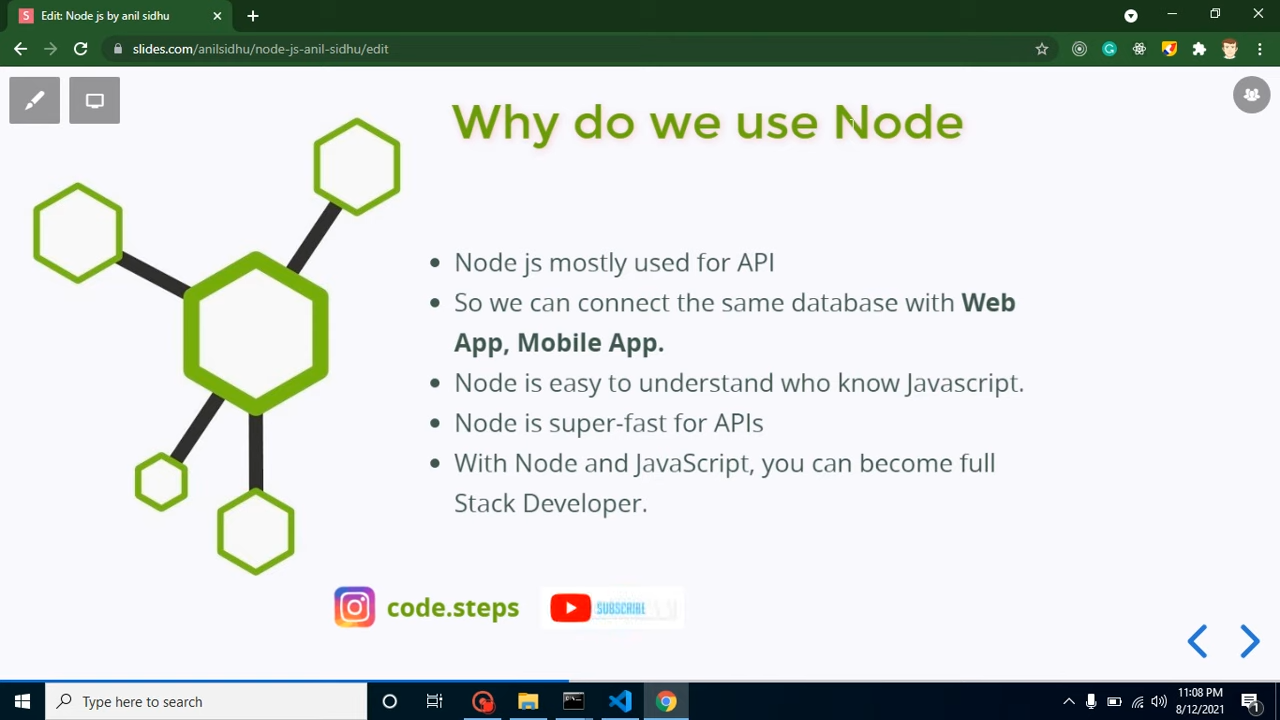 Edit: Node js by anil sidhu
slides.com/anilsidhu/node-js-anil-sidhu/edit
Why do we use Node
Node js mostly used for API
So we can connect the same database with Web
App, Mobile App.
Node is easy to understand who know Javascript.
Node is super-fast for APIs
With Node and JavaScript, you can become full
Stack Developer.
code.steps
SUBSCRIBE
Type here to search
11:08 PM
8/12/2021
1